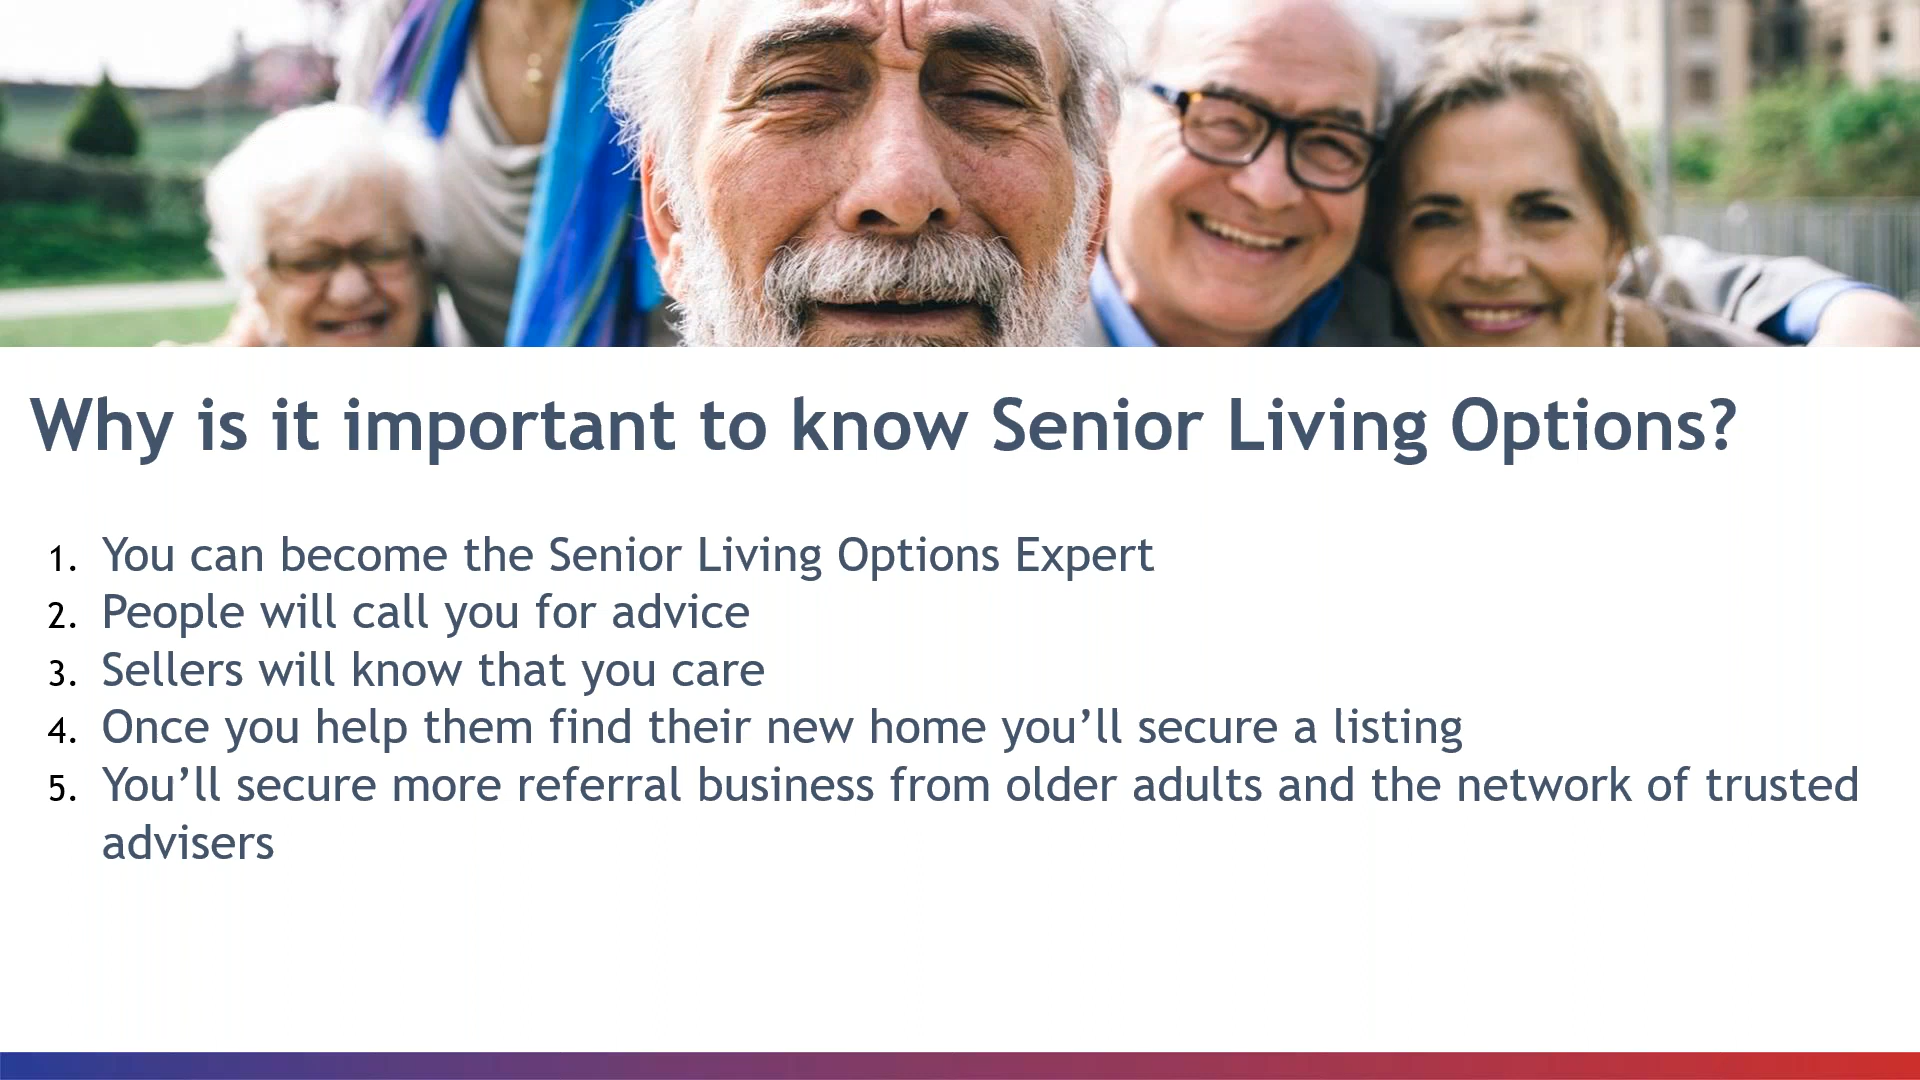 Why is it important to know Senior Living Options?
1. You can become the Senior Living Options Expert
2. People will call you for advice
3. Sellers will know that you care
4. Once you help them find their new home you’ll secure a listing
5. You’ll secure more referral business from older adults and the network of trusted
advisers